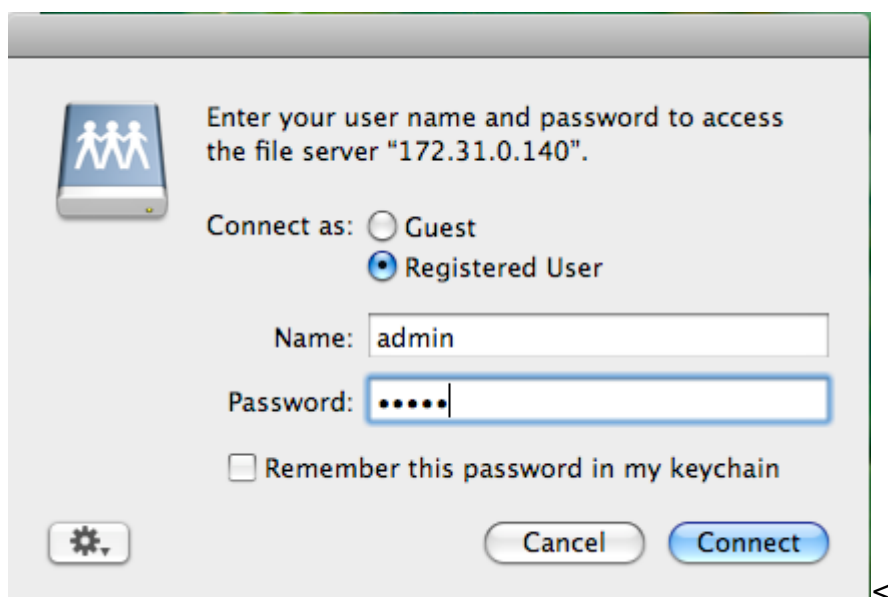 Enter your user name and password to access
the file server “172.31.0.140”.
Connect as: Guest
Registered User
Name: admin
Password: •••••
Remember this password in my keychain
Cancel Connect
<